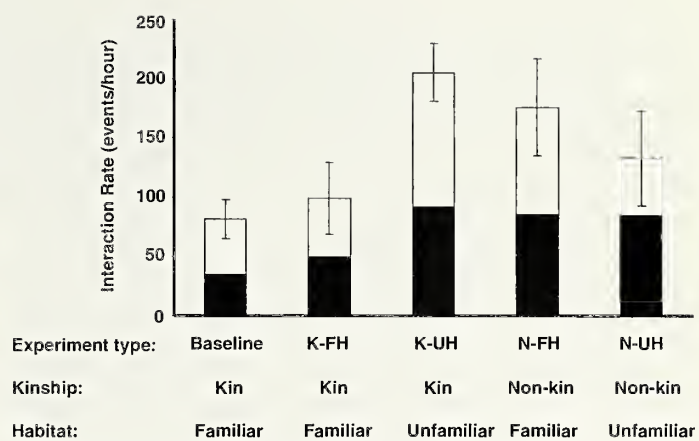 Interaction Rate (events/hour)
250
200
150
100
50
0
Experiment type: Baseline K-FH K-UH N-FH N-UH
Kinship: Kin Kin Kin Non-kin Non-kin
Habitat: Familiar Familiar Unfamiliar Familiar Unfamiliar